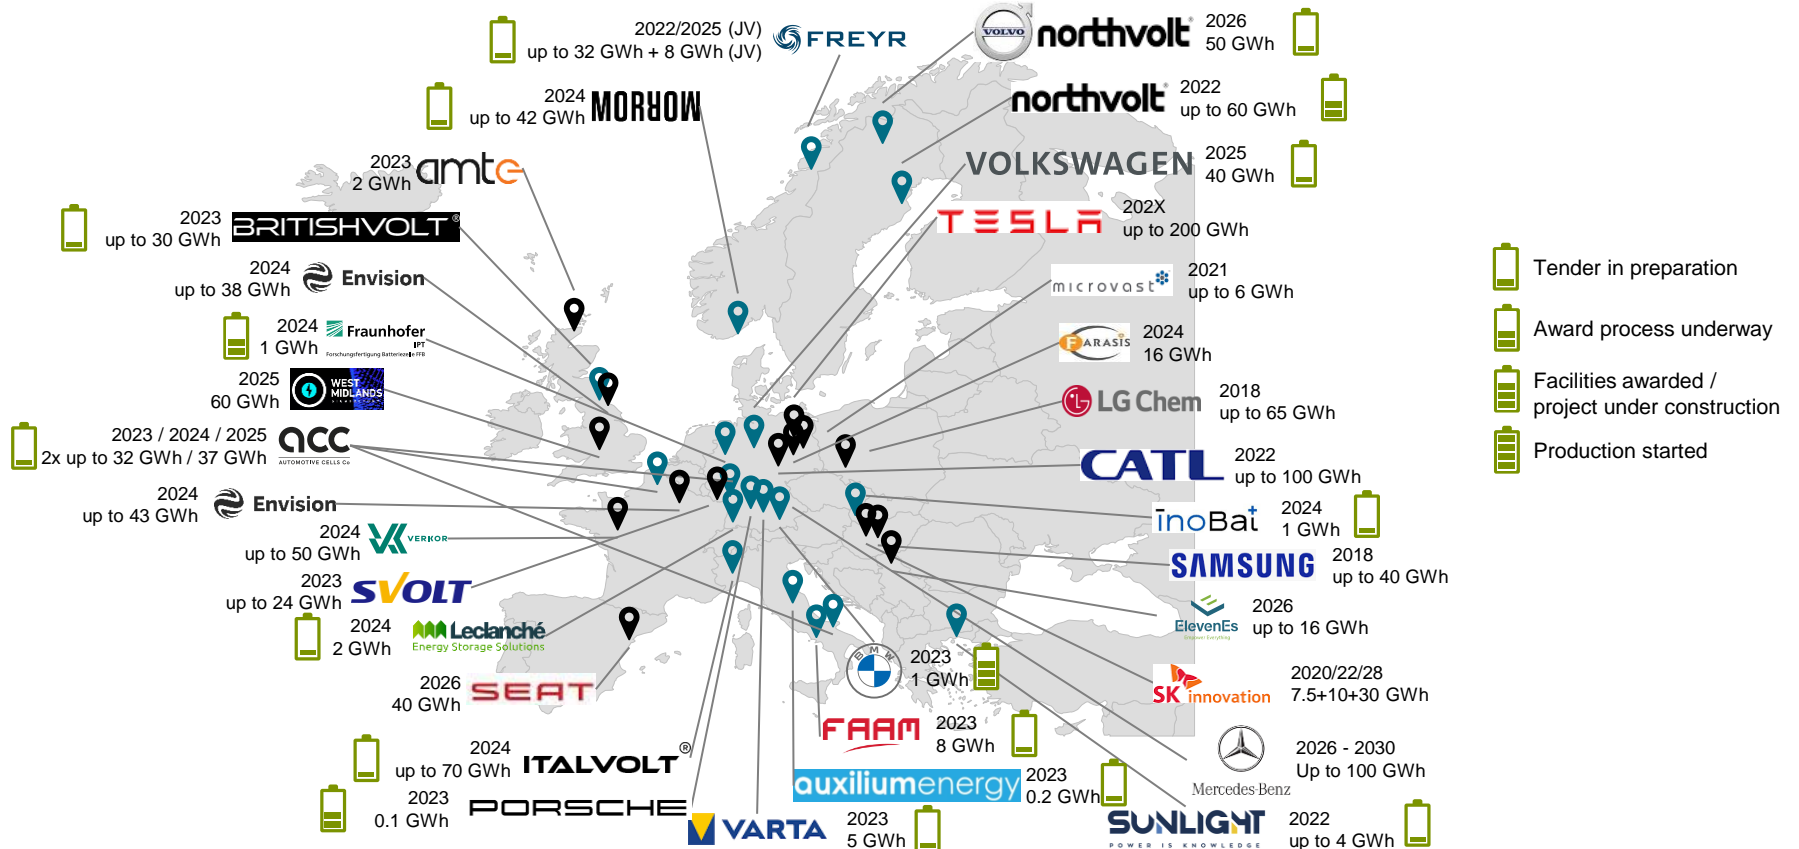 2022/2025 (JV)
up to 32 GWh + 8 GWh (JV)
FREYR
VOLVO
northvolt
2026
50 GWh
2024
up to 42 GWh
MORROW
northvolt
2022
up to 60 GWh
2023
2 GWh
amte
VOLKSWAGEN
2025
40 GWh
2023
up to 30 GWh
BRITISHVOLT®
TESLA
202X
up to 200 GWh
2024
up to 38 GWh
Envision
microvast
2021
up to 6 GWh
2024
1 GWh
Fraunhofer
IPT
Forschungsfertigung Batteriezelle FFB
FARASIS
2024
16 GWh
2025
60 GWh
WEST
MIDLANDS
LG Chem
2018
up to 65 GWh
2023 / 2024 / 2025
2x up to 32 GWh / 37 GWh
acc
AUTOMOTIVE CELLS Co
CATL
2022
up to 100 GWh
2024
up to 43 GWh
Envision
inoBat
2024
1 GWh
2024
up to 50 GWh
VERKOR
SAMSUNG
2018
up to 40 GWh
2023
up to 24 GWh
SVOLT
ElevenEs
Empower Everything
2026
up to 16 GWh
2024
2 GWh
Leclanché
Energy Storage Solutions
BMW
2023
1 GWh
2026
40 GWh
SEAT
SK innovation
2020/22/28
7.5+10+30 GWh
FAAM
2023
8 GWh
2024
up to 70 GWh
ITALVOLT®
Mercedes-Benz
2026 - 2030
Up to 100 GWh
auxiliumenergy
2023
0.2 GWh
2023
0.1 GWh
PORSCHE
VARTA
2023
5 GWh
SUNLIGHT
POWER IS KNOWLEDGE
2022
up to 4 GWh
Tender in preparation
Award process underway
Facilities awarded /
project under construction
Production started